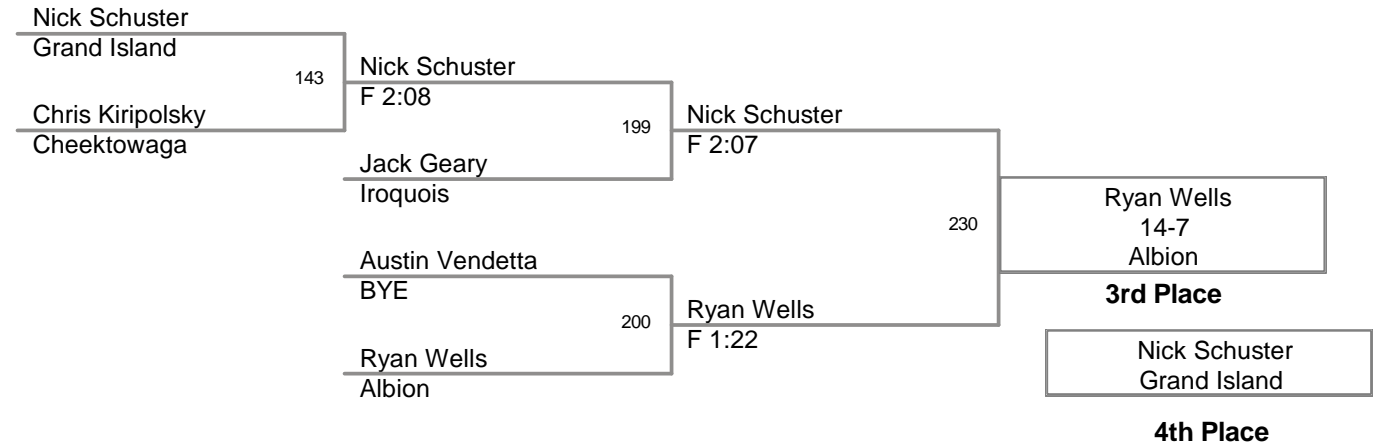 Nick Schuster
Grand Island
143
Chris Kiripolsky
Cheektowaga
Nick Schuster
F 2:08
199
Jack Geary
Iroquois
Nick Schuster
F 2:07
Austin Vendetta
BYE
200
Ryan Wells
Albion
Ryan Wells
F 1:22
230
Ryan Wells
14-7
Albion
3rd Place
Nick Schuster
Grand Island
4th Place